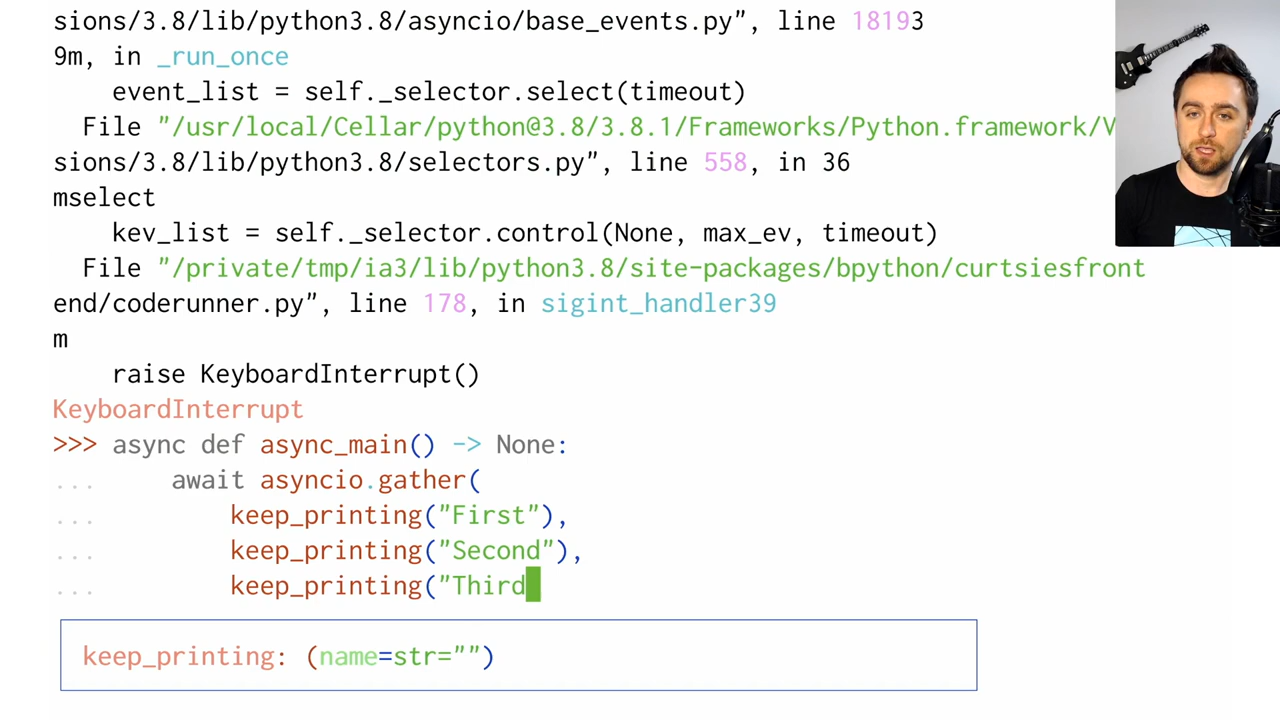 sions/3.8/lib/python3.8/asyncio/base_events.py", line 18193
9m, in _run_once
    event_list = self._selector.select(timeout)
  File "/usr/local/Cellar/python@3.8/3.8.1/Frameworks/Python.framework/V
sions/3.8/lib/python3.8/selectors.py", line 558, in 36
mselect
    kev_list = self._selector.control(None, max_ev, timeout)
  File "/private/tmp/ia3/lib/python3.8/site-packages/bpython/curtsiesfront
end/coderunner.py", line 178, in sigint_handler39
m
    raise KeyboardInterrupt()
KeyboardInterrupt
>>> async def async_main() -> None:
...     await asyncio.gather(
...         keep_printing("First"),
...         keep_printing("Second"),
...         keep_printing("Third
keep_printing: (name=str="")